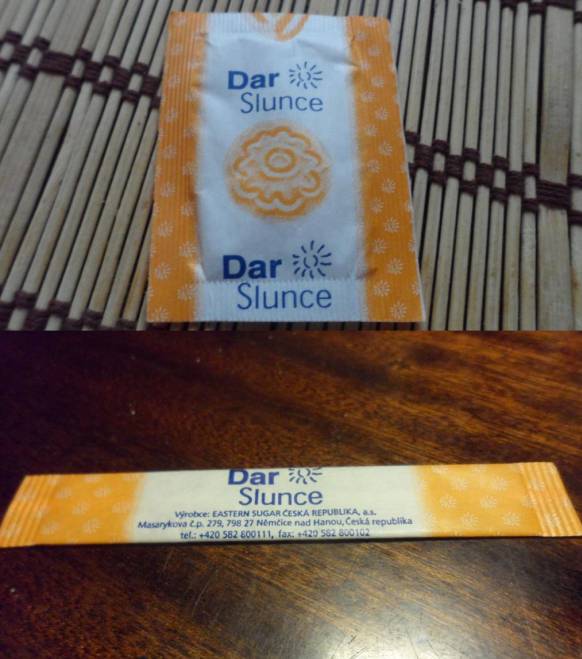 Dar
Slunce
Dar
Slunce
Dar
Slunce
Výrobce: EASTERN SUGAR ČESKÁ REPUBLIKA, a.s.
Masarykova č.p. 279, 798 27 Němčice nad Hanou, Česká republika
tel.: +420 582 600111, fax: +420 582 800102